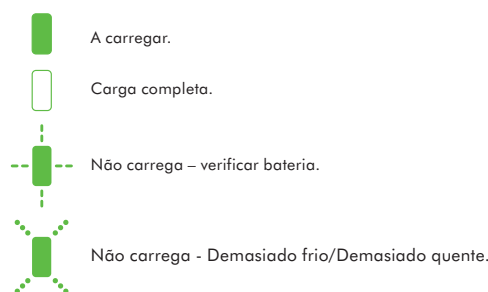 A carregar.
Carga completa.
Não carrega – verificar bateria.
Não carrega - Demasiado frio/Demasiado quente.